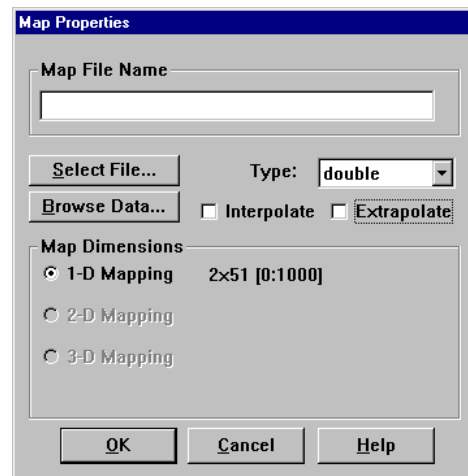 Map Properties
Map File Name
Select File...
Type: double
Browse Data...
Interpolate Extrapolate
Map Dimensions
1-D Mapping 2x51 [0:1000]
2-D Mapping
3-D Mapping
OK Cancel Help